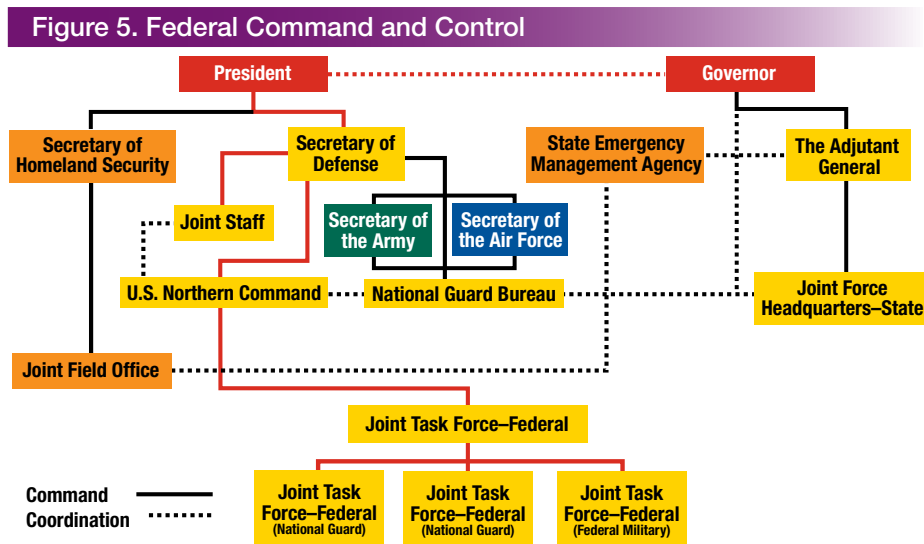 Figure 5. Federal Command and Control
President
Governor
Secretary of
Homeland Security
Secretary of
Defense
State Emergency
Management Agency
The Adjutant
General
Joint Staff
Secretary of
the Army
Secretary of
the Air Force
U.S. Northern Command
National Guard Bureau
Joint Force
Headquarters–State
Joint Field Office
Joint Task Force–Federal
Joint Task
Force–Federal
(National Guard)
Joint Task
Force–Federal
(National Guard)
Joint Task
Force–Federal
(Federal Military)
Command
Coordination